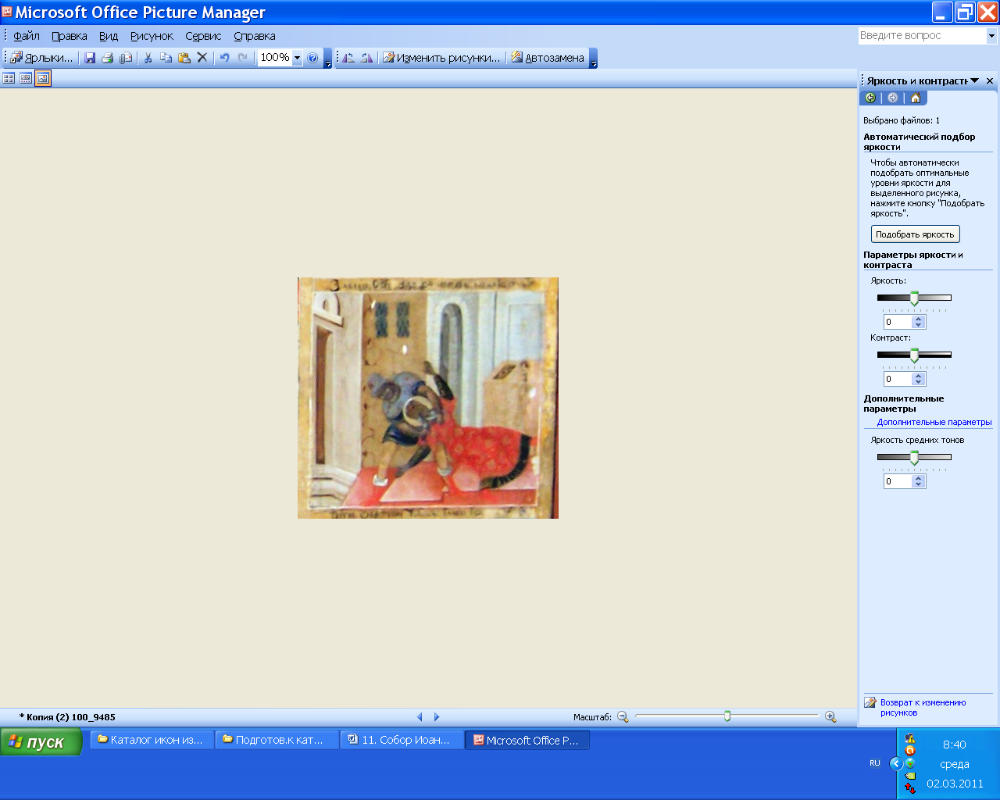 Microsoft Office Picture Manager
Файл Правка Вид Рисунок Сервис Справка
Введите вопрос
Ярлыки... 100% Изменить рисунки... Автозамена
Яркость и контрастн
Выбрано файлов: 1
Автоматический подбор
яркости
Чтобы автоматически
подобрать оптимальные
уровни яркости для
выделенного рисунка,
нажмите кнопку "Подобрать
яркость".
Подобрать яркость
Параметры яркости и
контраста
Яркость:
0
Контраст:
0
Дополнительные
параметры
Дополнительные параметры
Яркость средних тонов
0
Возврат к изменению
рисунков
* Копия (2) 100_9485
Масштаб:
пуск
Каталог икон из...
Подготов.к кат...
11. Собор Иоан...
Microsoft Office P...
RU
8:40
среда
02.03.2011